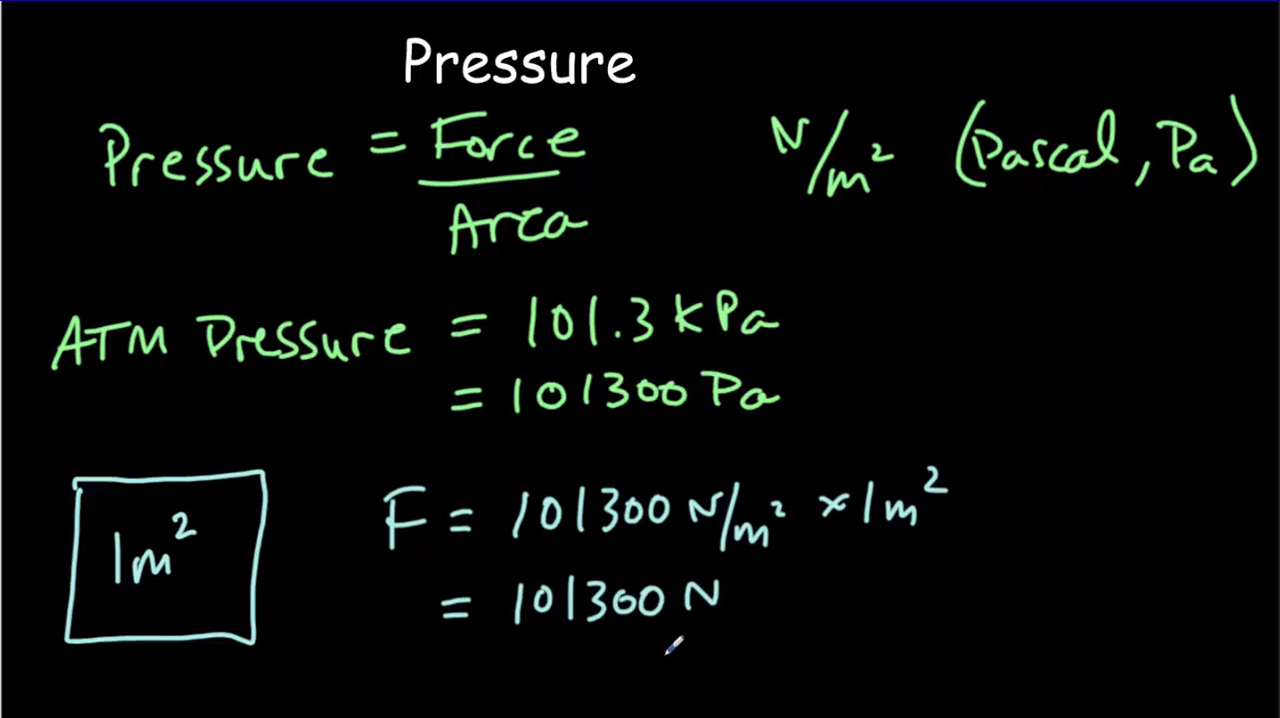 Pressure
Pressure = Force / Area    N/m² (Pascal, Pa)
ATM Pressure = 101.3 kPa
= 101300 Pa
1m²    F = 101300 N/m² × 1m²
= 101300 N